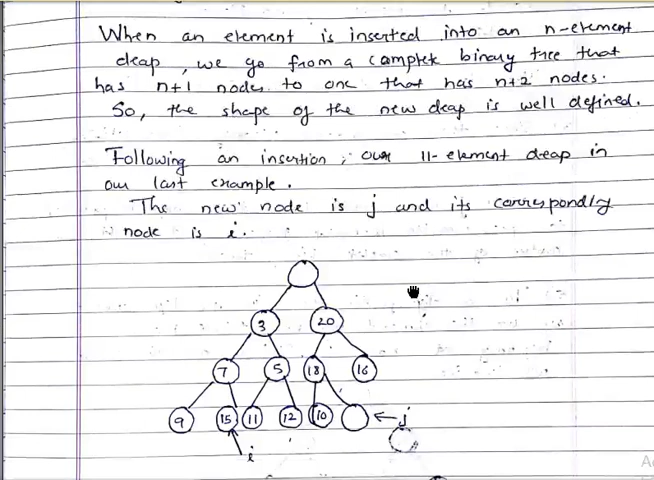 When an element is inserted into an n-element
deap, we go from a complete binary tree that
has n+1 nodes to one that has n+2 nodes.
So, the shape of the new deap is well defined.
Following an insertion, our 11-element deap in
our last example.
The new node is j and its correspondly
node is i.
3 20
7 5 18 16
9 15 11 12 10 j
i